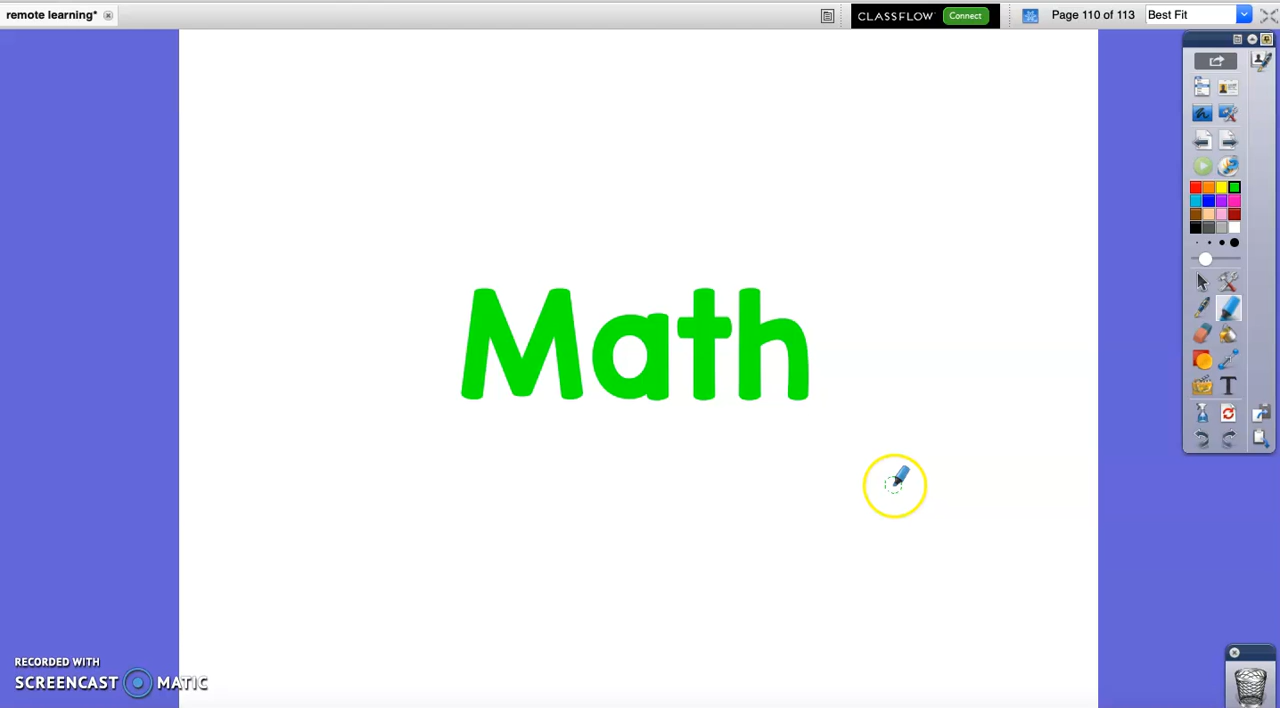 remote learning*
CLASSFLOW Connect
Page 110 of 113
Best Fit
Math
T
RECORDED WITH
SCREENCAST MATIC